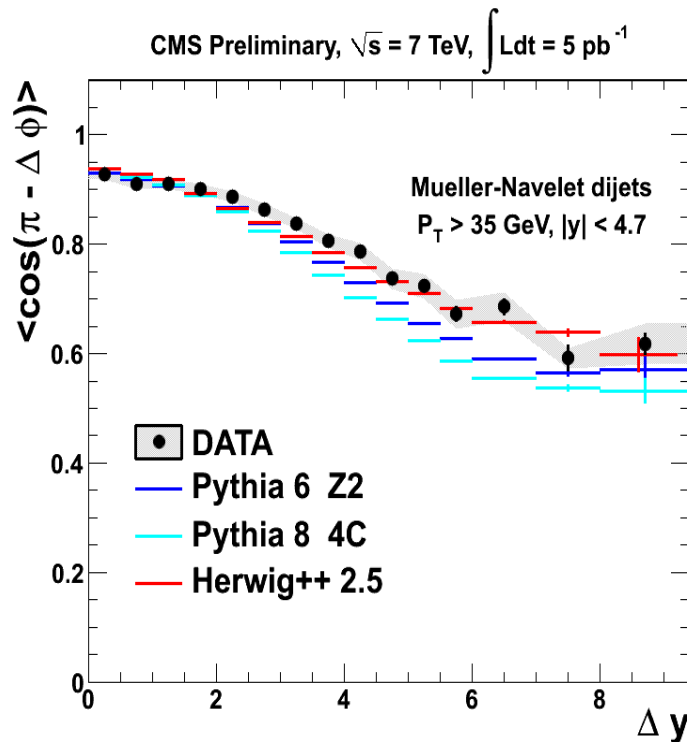 CMS Preliminary, √s = 7 TeV, ∫ Ldt = 5 pb⁻¹
<cos(π - Δ ϕ)>
1
0.8
0.6
0.4
0.2
0
Mueller-Navelet dijets
P_T > 35 GeV, |y| < 4.7
DATA
Pythia 6 Z2
Pythia 8 4C
Herwig++ 2.5
0 2 4 6 8
Δ y